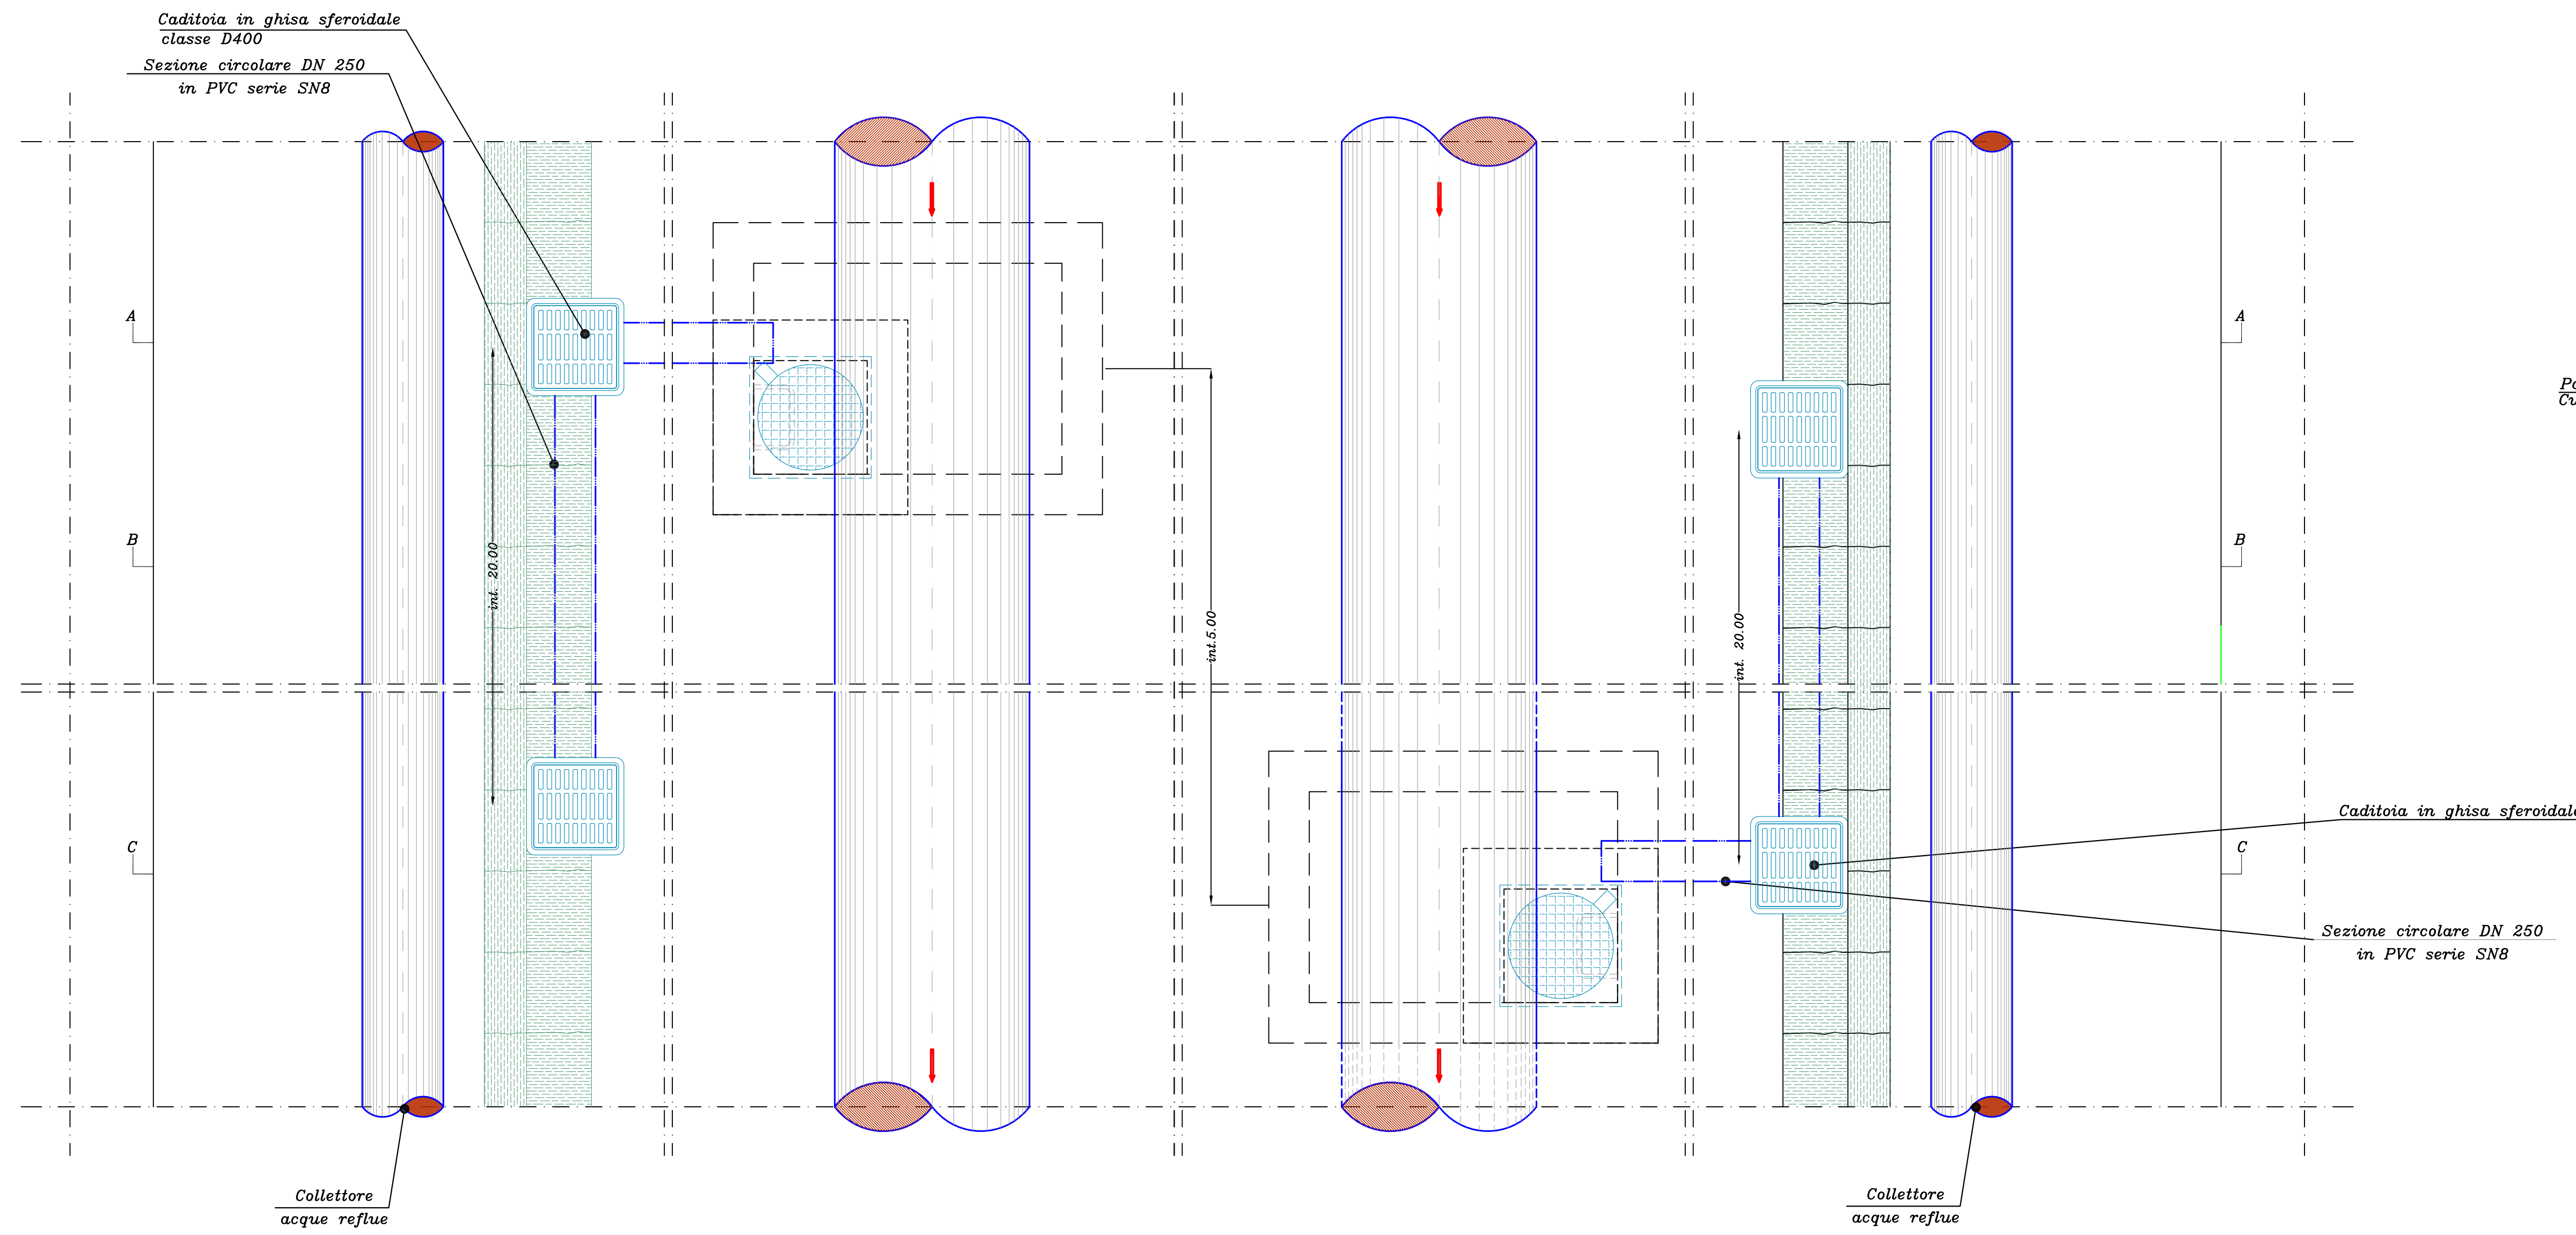 Caditoia in ghisa sferoidale
classe D400
Sezione circolare DN 250
in PVC serie SN8
A
A
B
B
C
C
int. 20.00
int.5.00
int. 20.00
Caditoia in ghisa sferoidale
Sezione circolare DN 250
in PVC serie SN8
Collettore
acque reflue
Collettore
acque reflue